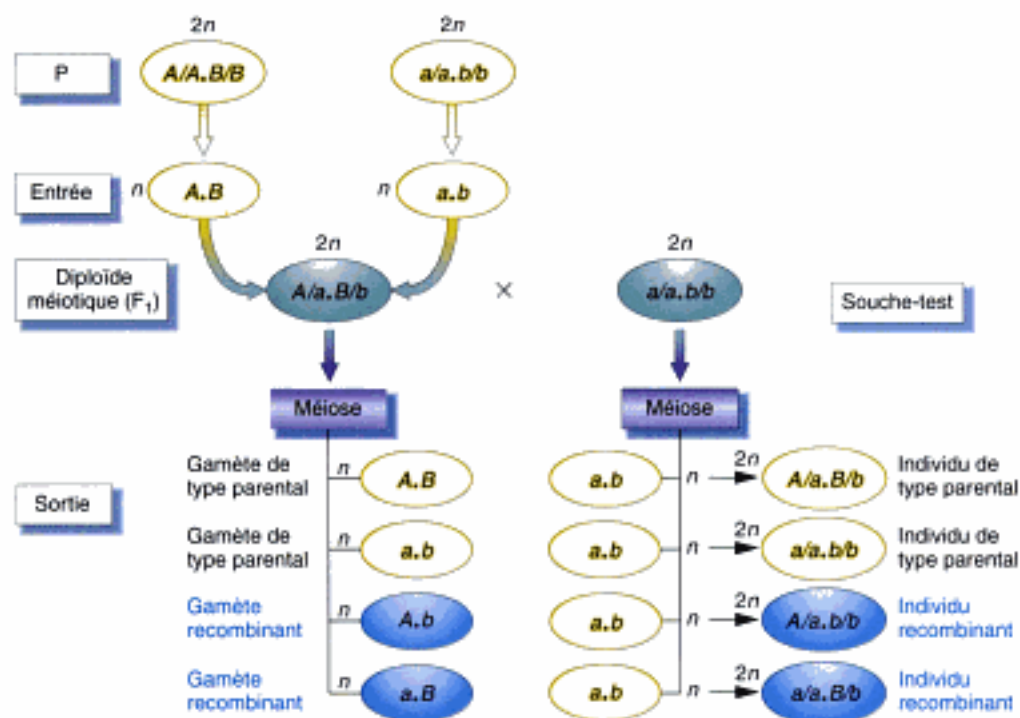 2n 2n
P A/A.B/B a/a.b/b
Entrée n A.B n a.b
2n
Diploïde
méiotique (F₁) A/a.B/b × a/a.b/b Souche-test
2n
Méiose Méiose
Sortie
Gamète de
type parental n A.B a.b n 2n A/a.B/b Individu de
type parental
Gamète de
type parental n a.b a.b n 2n a/a.b/b Individu de
type parental
Gamète
recombinant n A.b a.b n 2n A/a.b/b Individu
recombinant
Gamète
recombinant n a.B a.b n 2n a/a.B/b Individu
recombinant